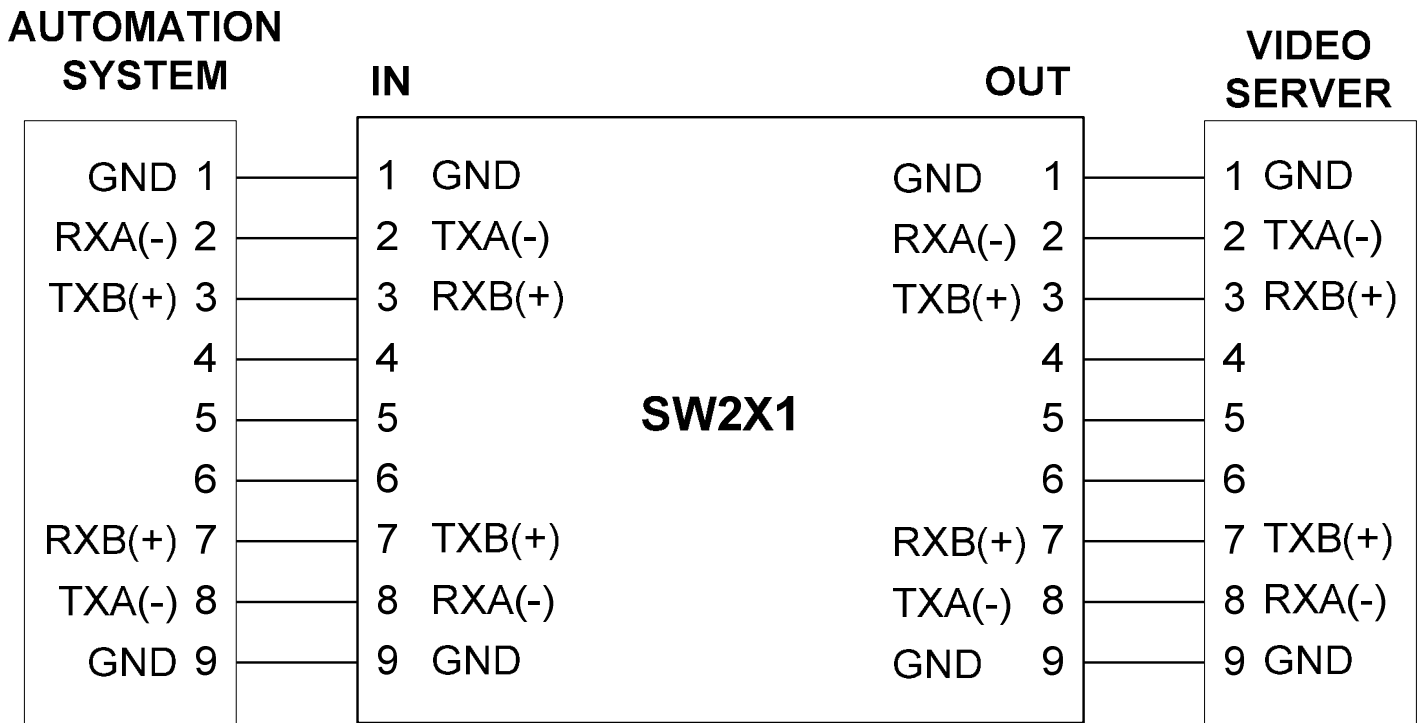 AUTOMATION
SYSTEM
IN
OUT
VIDEO
SERVER
GND 1 1 GND GND 1 1 GND
RXA(-) 2 2 TXA(-) RXA(-) 2 2 TXA(-)
TXB(+) 3 3 RXB(+) TXB(+) 3 3 RXB(+)
4 4 4 4
5 5 SW2X1 5 5
6 6 6 6
RXB(+) 7 7 TXB(+) RXB(+) 7 7 TXB(+)
TXA(-) 8 8 RXA(-) TXA(-) 8 8 RXA(-)
GND 9 9 GND GND 9 9 GND